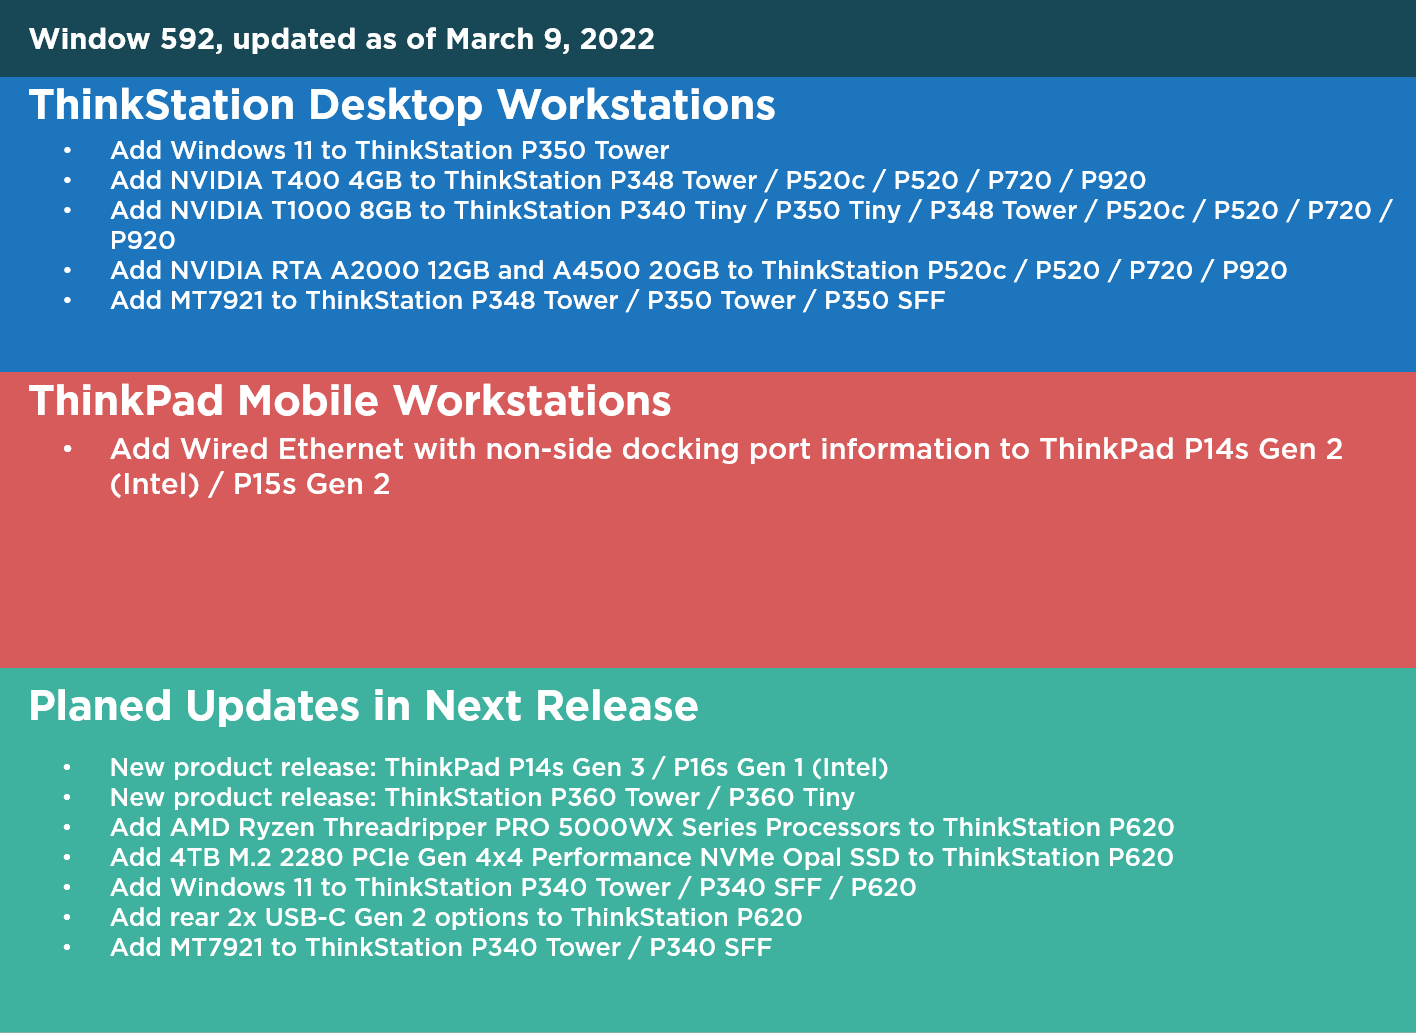 Window 592, updated as of March 9, 2022
ThinkStation Desktop Workstations
• Add Windows 11 to ThinkStation P350 Tower
• Add NVIDIA T400 4GB to ThinkStation P348 Tower / P520c / P520 / P720 / P920
• Add NVIDIA T1000 8GB to ThinkStation P340 Tiny / P350 Tiny / P348 Tower / P520c / P520 / P720 /
P920
• Add NVIDIA RTA A2000 12GB and A4500 20GB to ThinkStation P520c / P520 / P720 / P920
• Add MT7921 to ThinkStation P348 Tower / P350 Tower / P350 SFF
ThinkPad Mobile Workstations
• Add Wired Ethernet with non-side docking port information to ThinkPad P14s Gen 2
(Intel) / P15s Gen 2
Planed Updates in Next Release
• New product release: ThinkPad P14s Gen 3 / P16s Gen 1 (Intel)
• New product release: ThinkStation P360 Tower / P360 Tiny
• Add AMD Ryzen Threadripper PRO 5000WX Series Processors to ThinkStation P620
• Add 4TB M.2 2280 PCIe Gen 4x4 Performance NVMe Opal SSD to ThinkStation P620
• Add Windows 11 to ThinkStation P340 Tower / P340 SFF / P620
• Add rear 2x USB-C Gen 2 options to ThinkStation P620
• Add MT7921 to ThinkStation P340 Tower / P340 SFF